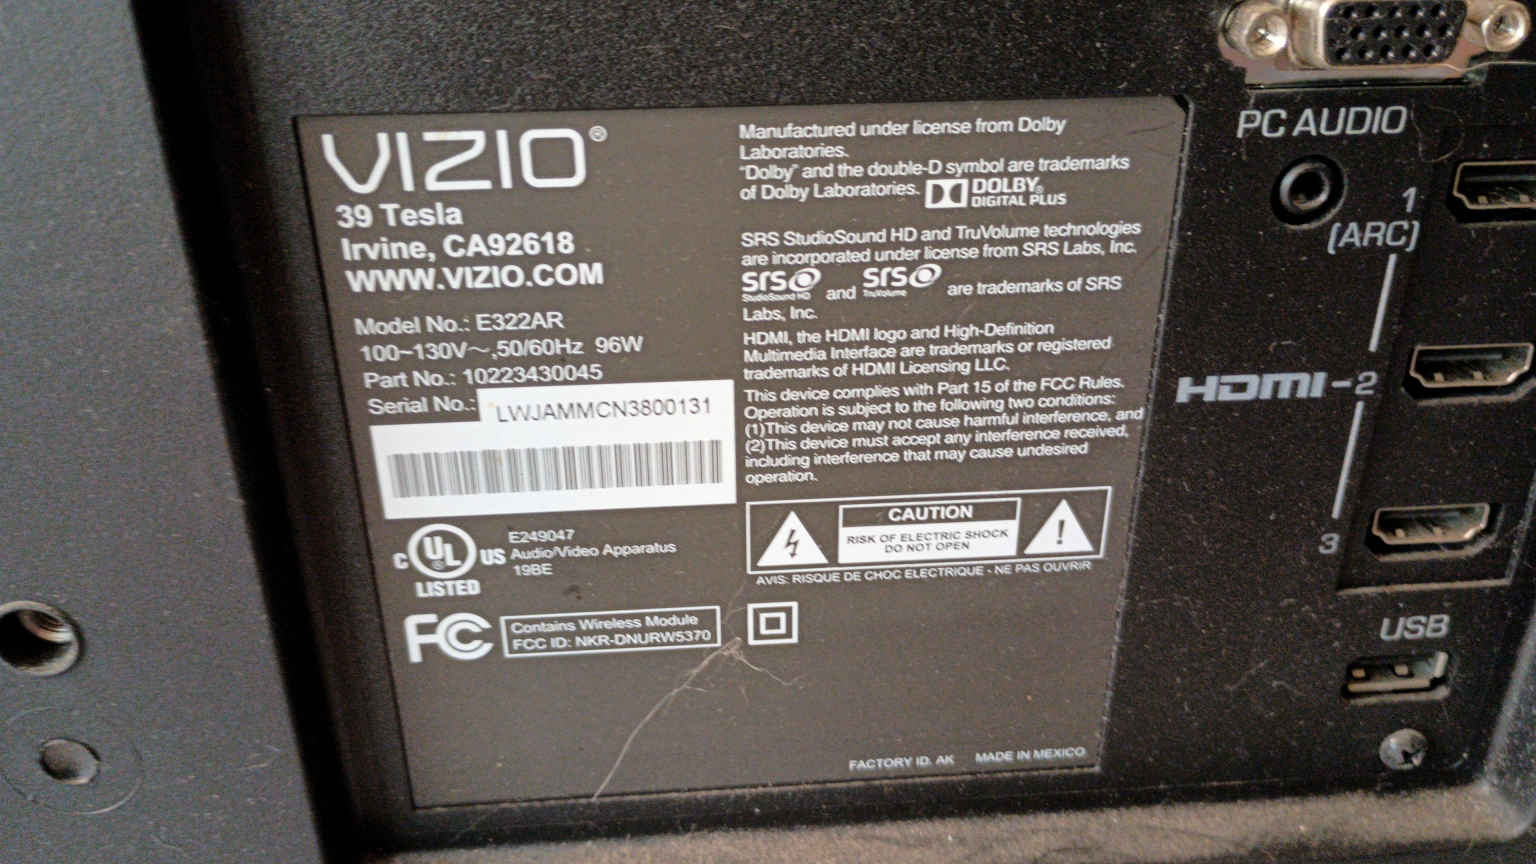 VIZIO®
39 Tesla
Irvine, CA92618
WWW.VIZIO.COM
Model No.: E322AR
100~130V～,50/60Hz 96W
Part No.: 10223430045
Serial No.: LWJAMMCN3800131
C UL US
LISTED
E249047
Audio/Video Apparatus
19BE
FC
Contains Wireless Module
FCC ID: NKR-DNURW5370
Manufactured under license from Dolby
Laboratories.
"Dolby" and the double-D symbol are trademarks
of Dolby Laboratories. DOLBY®
DIGITAL PLUS
SRS StudioSound HD and TruVolume technologies
are incorporated under license from SRS Labs, Inc.
SRS StudioSound HD and SRS TruVolume are trademarks of SRS
Labs, Inc.
HDMI, the HDMI logo and High-Definition
Multimedia Interface are trademarks or registered
trademarks of HDMI Licensing LLC.
This device complies with Part 15 of the FCC Rules.
Operation is subject to the following two conditions:
(1)This device may not cause harmful interference, and
(2)This device must accept any interference received,
including interference that may cause undesired
operation.
CAUTION
RISK OF ELECTRIC SHOCK
DO NOT OPEN
AVIS: RISQUE DE CHOC ELECTRIQUE - NE PAS OUVRIR
FACTORY ID. AK MADE IN MEXICO
PC AUDIO
1
(ARC)
HDMI-2
3
USB